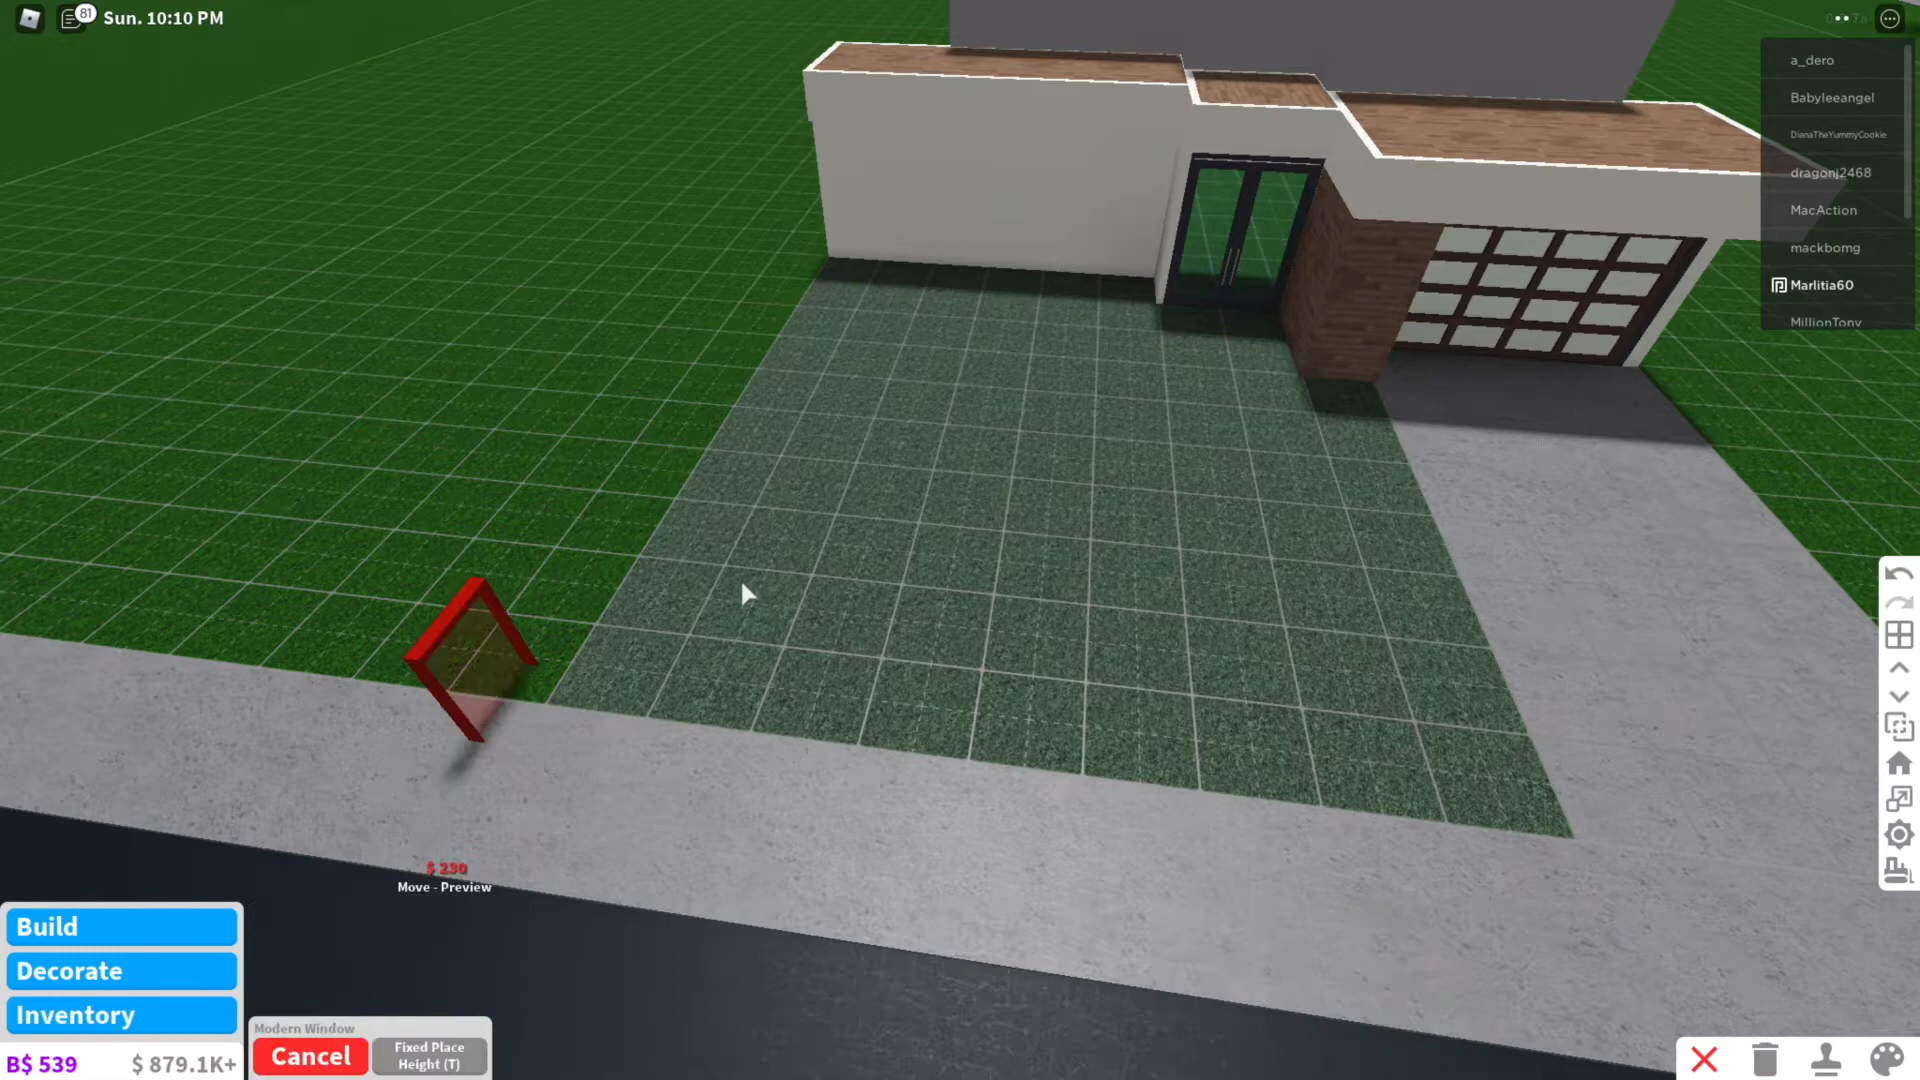 81
Sun. 10:10 PM
a_dero
Babyleeangel
DianaTheYummyCookie
dragonj2468
MacAction
mackbomg
Marlitia60
MillionTony
$ 230
Move - Preview
Build
Decorate
Inventory
B$ 539
$ 879.1K+
Modern Window
Cancel
Fixed Place
Height (T)